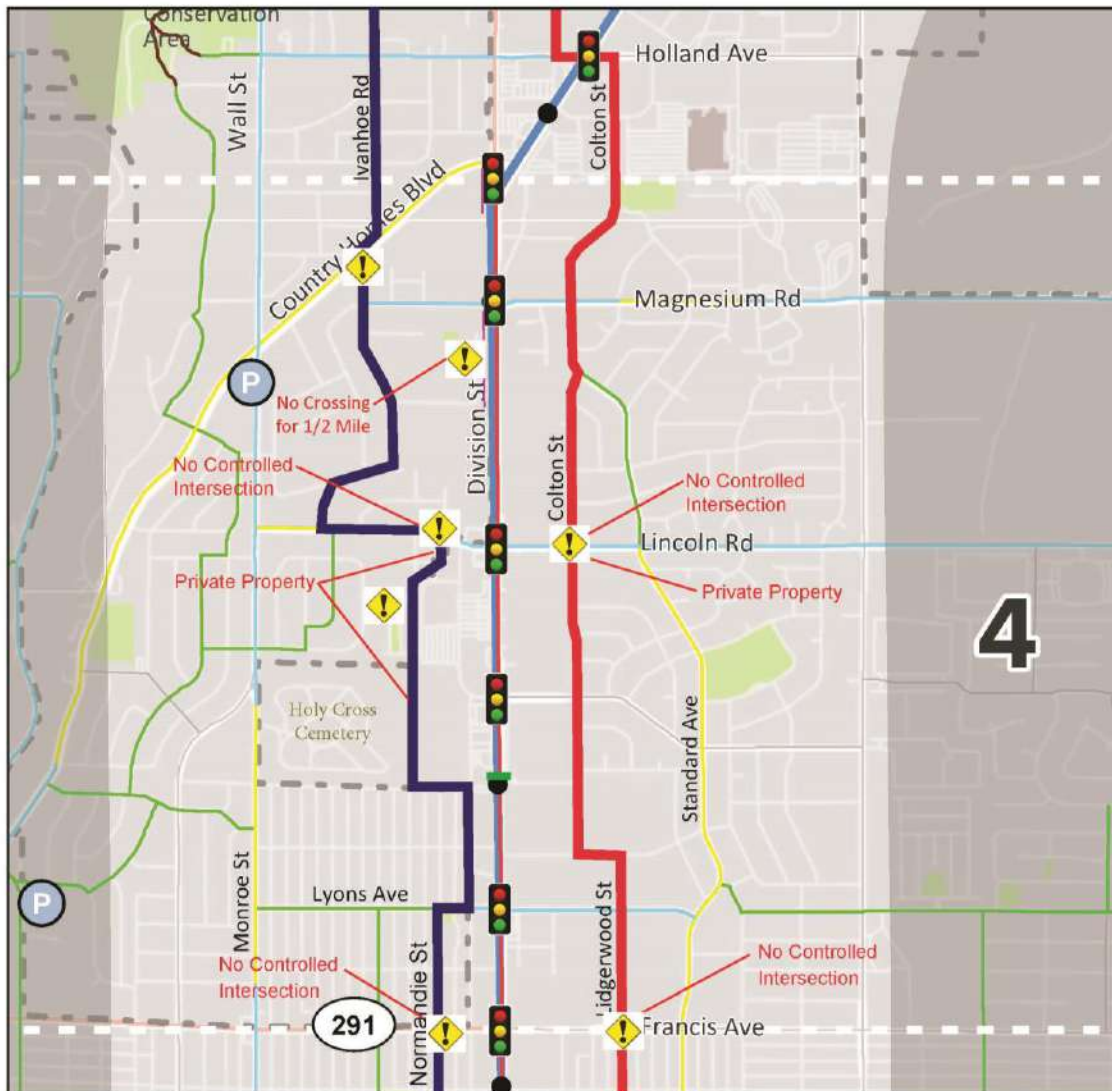 Conservation
Area
Holland Ave
Wall St
Ivanhoe Rd
Colton St
Country Homes Blvd
Magnesium Rd
P
No Crossing
for 1/2 Mile
Division St
No Controlled
Intersection
Colton St
No Controlled
Intersection
Lincoln Rd
Private Property
Private Property
4
Holy Cross
Cemetery
Standard Ave
Monroe St
Lyons Ave
P
No Controlled
Intersection
Normandie St
Lidgerwood St
No Controlled
Intersection
291
Francis Ave